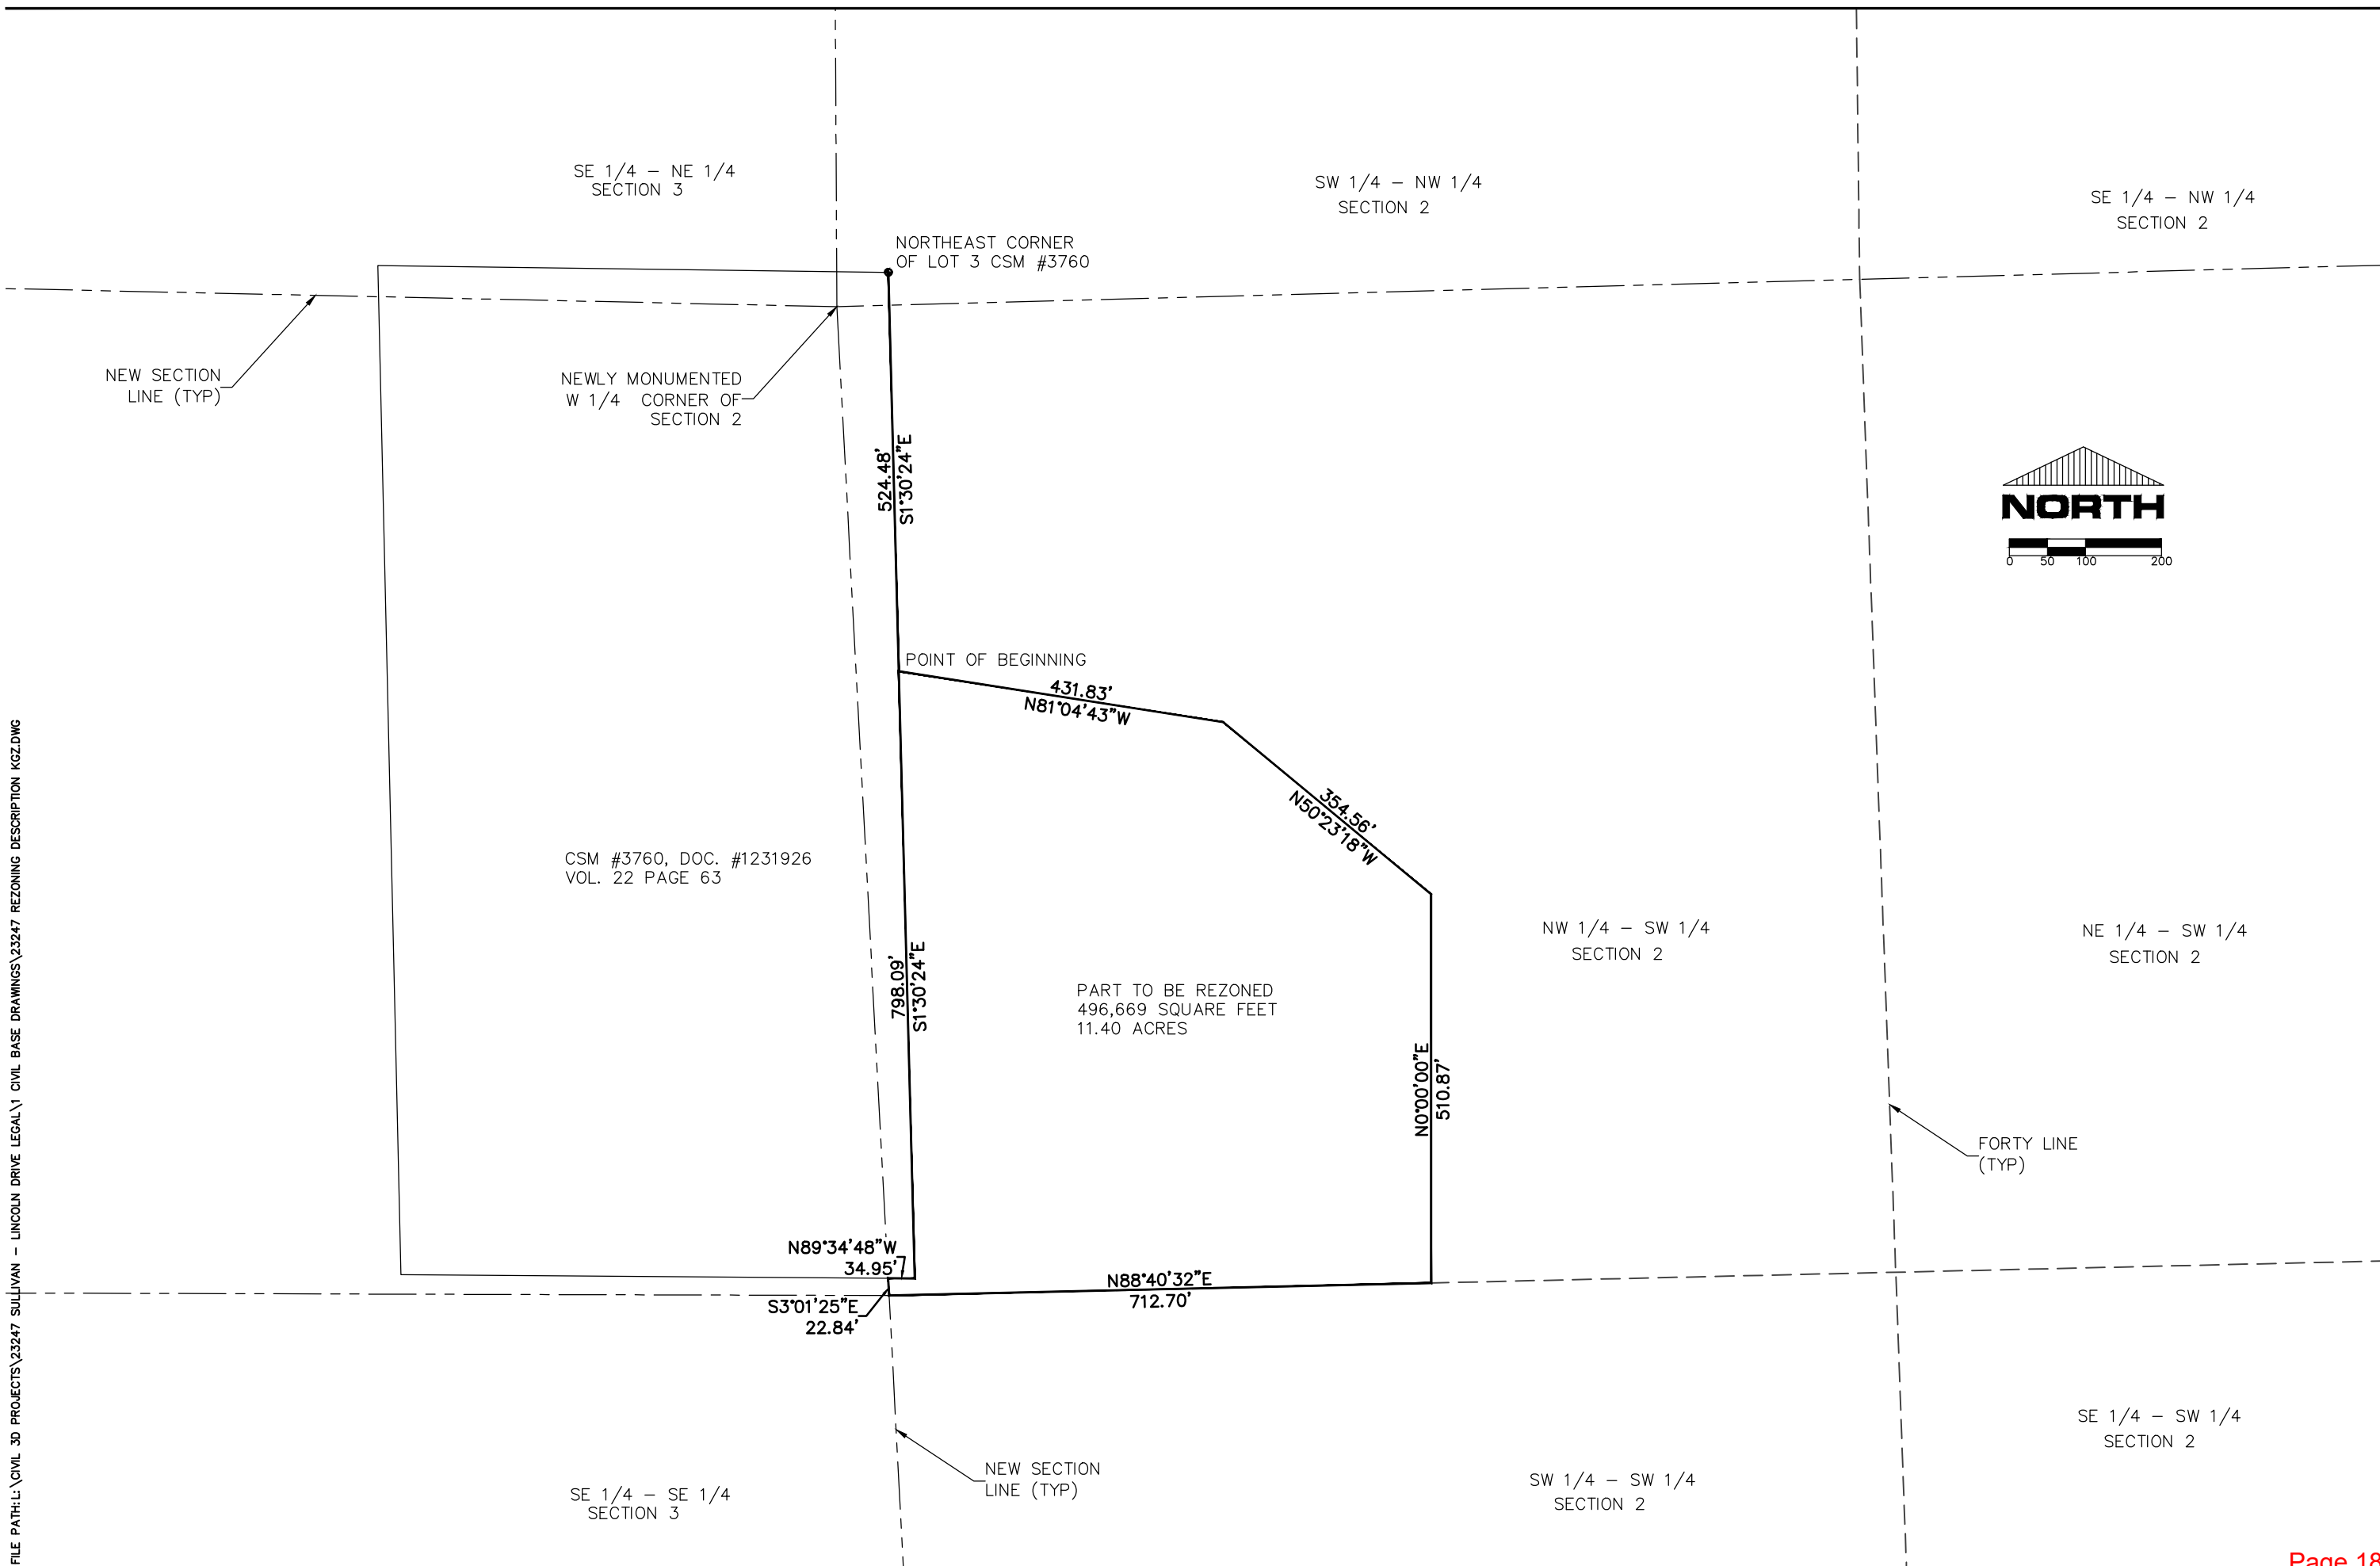 SE 1/4 – NE 1/4
SECTION 3
SW 1/4 – NW 1/4
SECTION 2
SE 1/4 – NW 1/4
SECTION 2
NORTHEAST CORNER
OF LOT 3 CSM #3760
NEW SECTION
LINE (TYP)
NEWLY MONUMENTED
W 1/4 CORNER OF
SECTION 2
524.48'
S1°30'24"E
NORTH
0 50 100 200
POINT OF BEGINNING
431.83'
N81°04'43"W
354.56'
N50°23'18"W
CSM #3760, DOC. #1231926
VOL. 22 PAGE 63
NW 1/4 – SW 1/4
SECTION 2
NE 1/4 – SW 1/4
SECTION 2
798.09'
S1°30'24"E
PART TO BE REZONED
496,669 SQUARE FEET
11.40 ACRES
N0°00'00"E
510.87'
FORTY LINE
(TYP)
N89°34'48"W
34.95'
S3°01'25"E
22.84'
N88°40'32"E
712.70'
SE 1/4 – SW 1/4
SECTION 2
NEW SECTION
LINE (TYP)
SE 1/4 – SE 1/4
SECTION 3
SW 1/4 – SW 1/4
SECTION 2
FILE PATH:L:\CIVIL 3D PROJECTS\23247 SULLIVAN – LINCOLN DRIVE LEGAL\1 CIVIL BASE DRAWINGS\23247 REZONING DESCRIPTION KGZ.DWG
Page 18